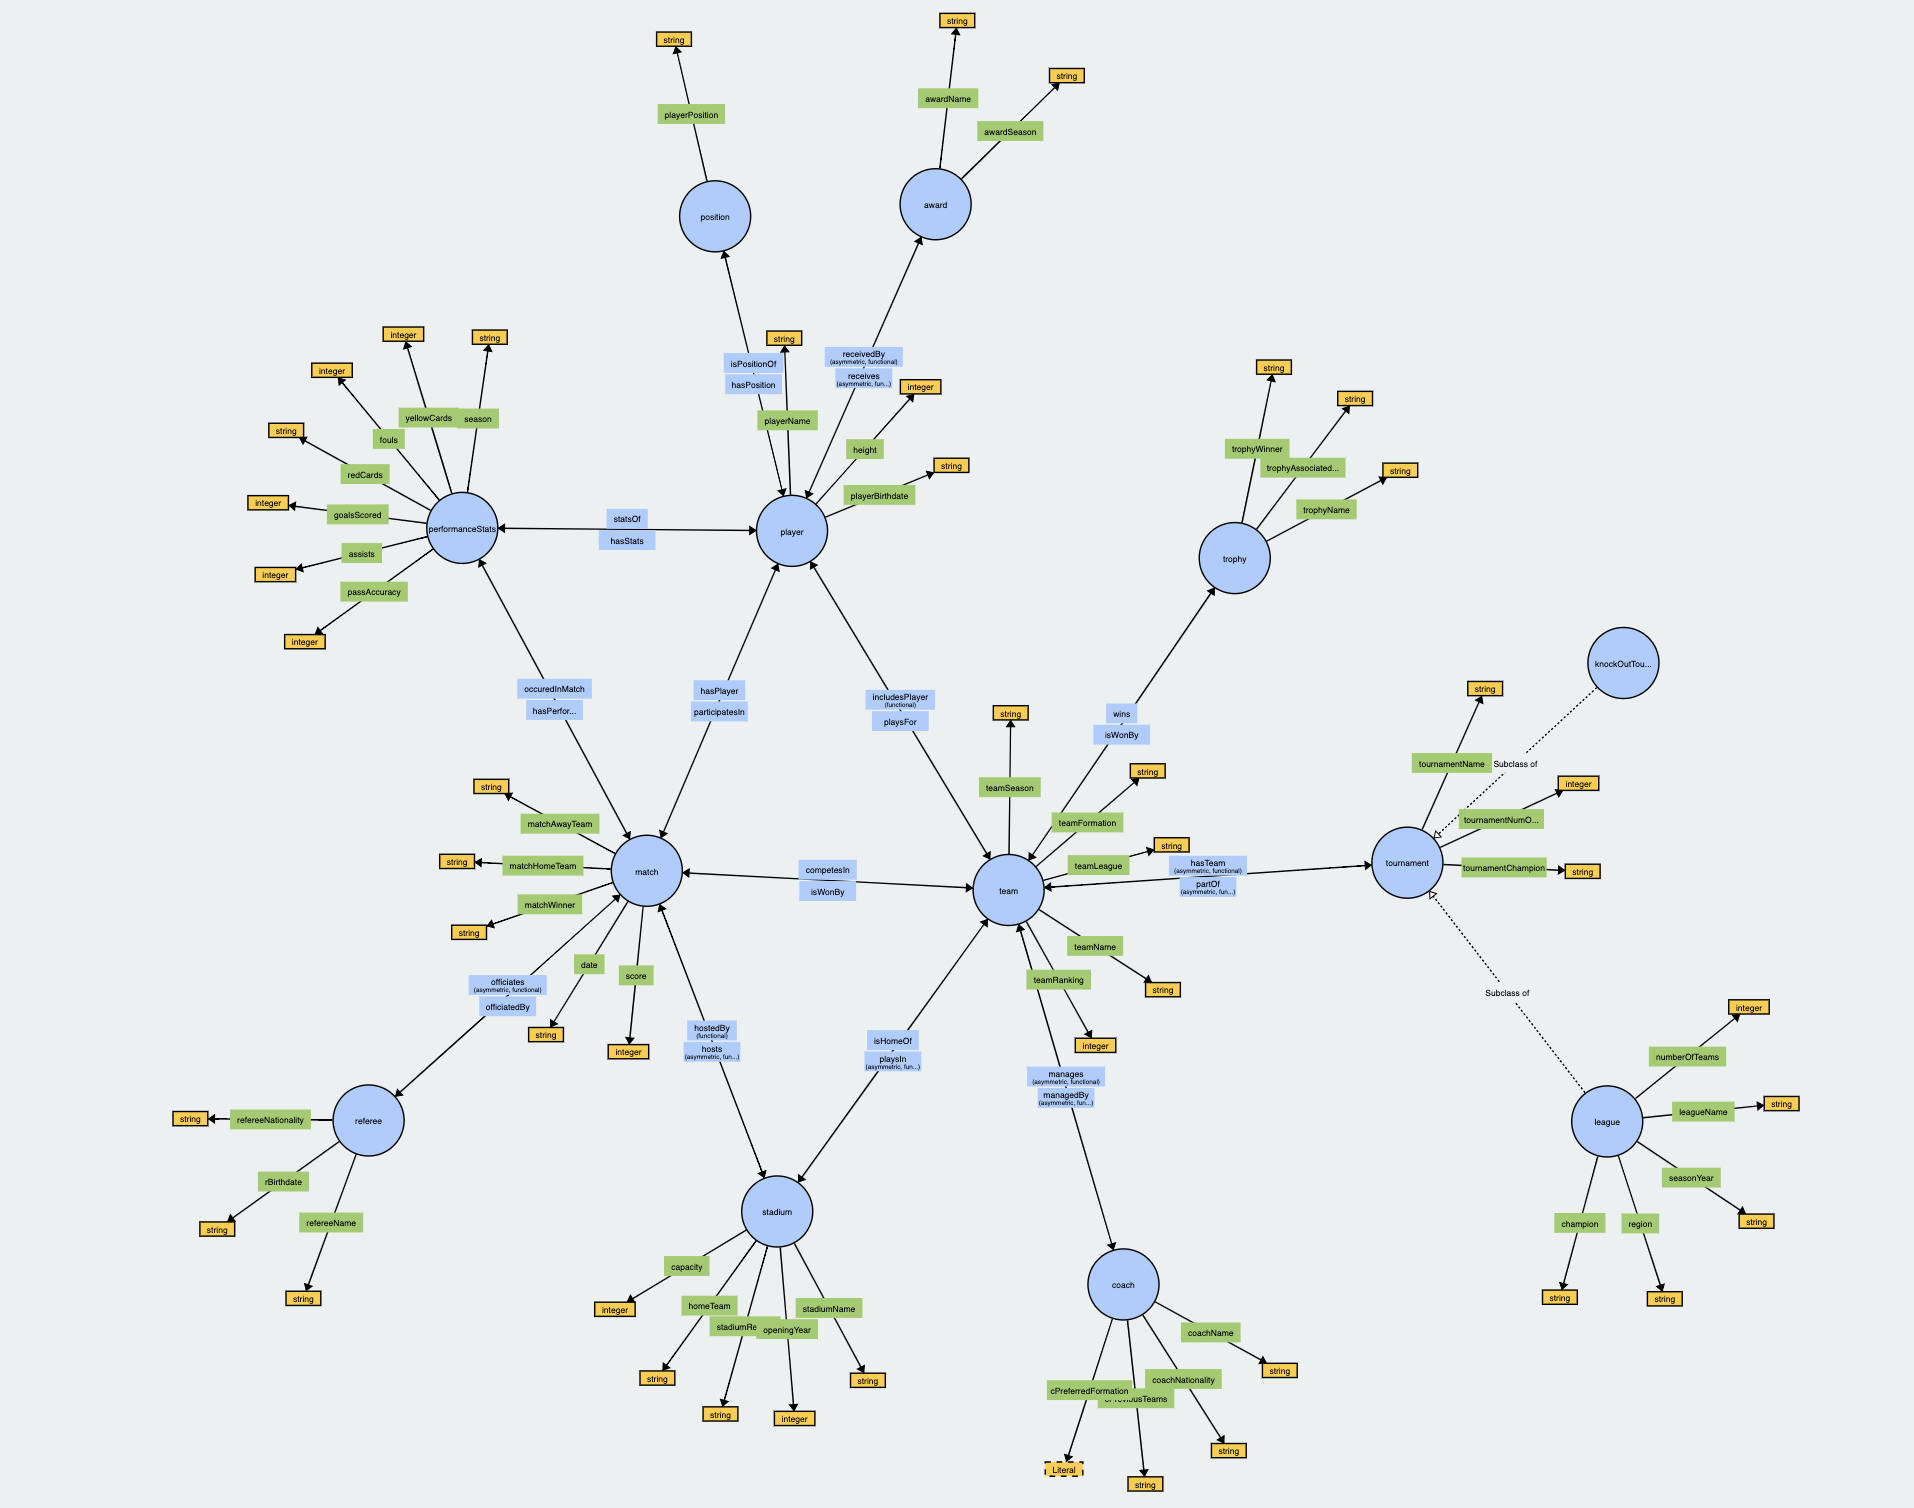 string
string
string
awardName
string
playerPosition
awardSeason
award
position
integer
string
string
integer
isPositionOf
hasPosition
receivedBy
(asymmetric, functional)
receives
(asymmetric, fun...)
integer
string
string
string
yellowCards
season
playerName
fouls
height
string
redCards
string
playerBirthdate
trophyWinner
trophyAssociated...
string
trophyName
integer
goalsScored
performanceStats
statsOf
hasStats
player
assists
integer
passAccuracy
integer
trophy
knockOutTou...
occuredInMatch
hasPerfor...
hasPlayer
participatesIn
includesPlayer
(functional)
playsFor
string
wins
isWonBy
string
tournamentName
Subclass of
string
teamSeason
string
integer
matchAwayTeam
teamFormation
tournamentNumO...
string
matchHomeTeam
teamLeague
string
hasTeam
(asymmetric, functional)
partOf
(asymmetric, fun...)
tournament
tournamentChampion
string
match
competesIn
isWonBy
team
matchWinner
string
teamName
date
score
teamRanking
string
officiates
(asymmetric, functional)
officiatedBy
Subclass of
integer
string
integer
hostedBy
(functional)
hosts
(asymmetric, fun...)
isHomeOf
playsIn
(asymmetric, fun...)
integer
manages
(asymmetric, functional)
managedBy
(asymmetric, fun...)
numberOfTeams
string
leagueName
string
refereeNationality
referee
league
rBirthdate
seasonYear
string
refereeName
string
stadium
champion
region
string
capacity
coach
string
string
integer
homeTeam
stadiumRe
openingYear
stadiumName
coachName
string
string
string
coachNationality
cPreferredFormation
string
integer
string
Literal
string